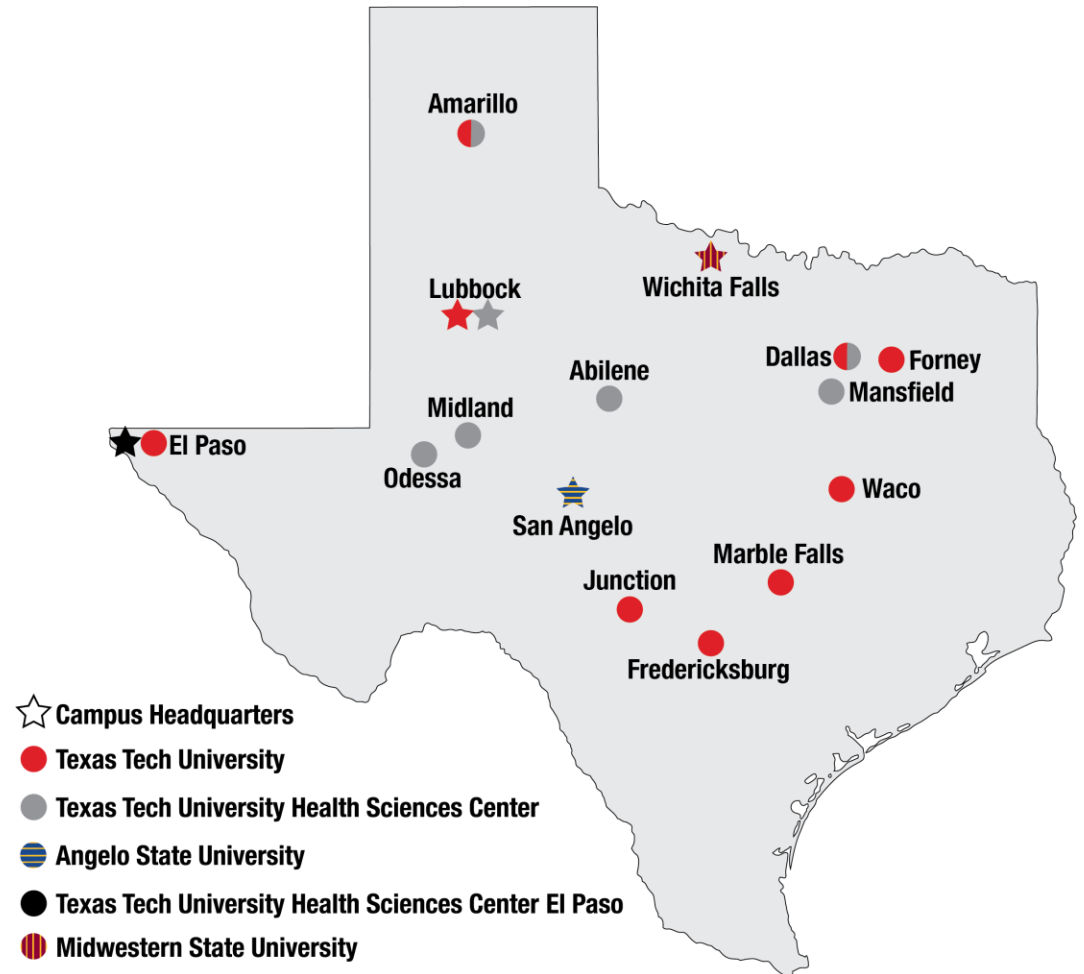 Amarillo
Lubbock
Wichita Falls
Dallas
Forney
Abilene
Mansfield
Midland
El Paso
Odessa
Waco
San Angelo
Marble Falls
Junction
Fredericksburg
Campus Headquarters
Texas Tech University
Texas Tech University Health Sciences Center
Angelo State University
Texas Tech University Health Sciences Center El Paso
Midwestern State University